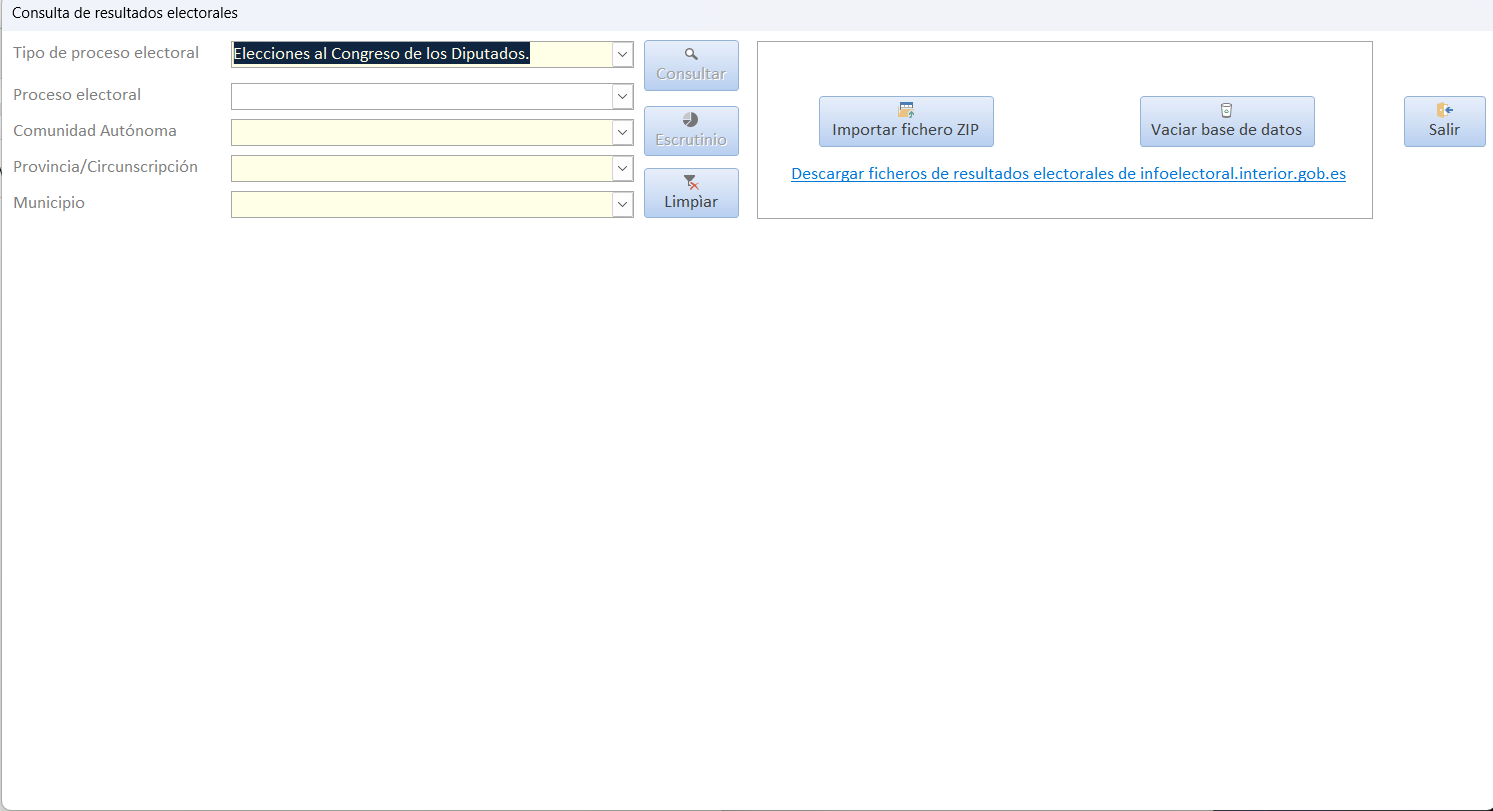 Consulta de resultados electorales
Tipo de proceso electoral
Elecciones al Congreso de los Diputados.
Proceso electoral
Comunidad Autónoma
Provincia/Circunscripción
Municipio
Consultar
Escrutinio
Limpìar
Importar fichero ZIP
Vaciar base de datos
Descargar ficheros de resultados electorales de infoelectoral.interior.gob.es
Salir